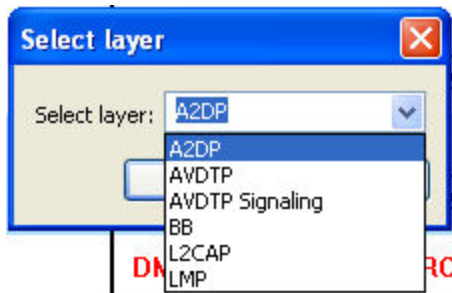 Select layer
Select layer: A2DP
A2DP
AVDTP
AVDTP Signaling
BB
L2CAP
LMP